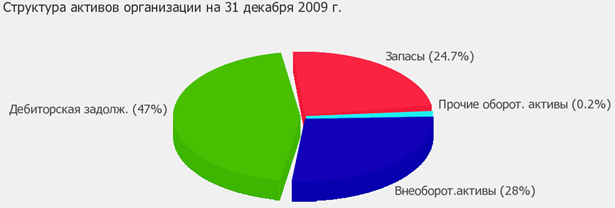 Структура активов организации на 31 декабря 2009 г.
Запасы (24.7%)
Дебиторская задолж. (47%)
Прочие оборот. активы (0.2%)
Внеоборот.активы (28%)